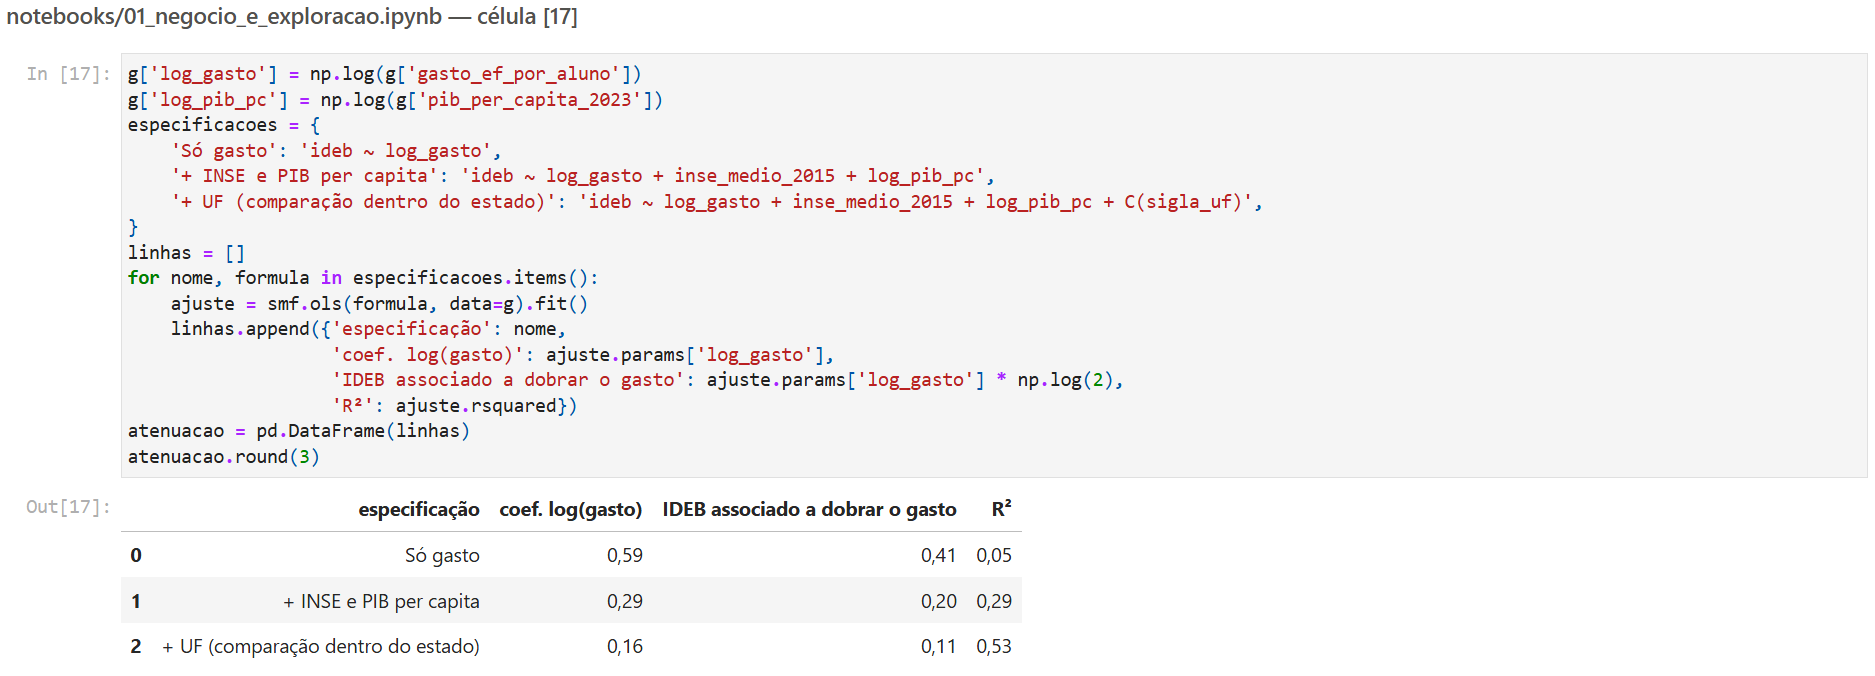 notebooks/01_negocio_e_exploracao.ipynb — célula [17]
In [17]:
g['log_gasto'] = np.log(g['gasto_ef_por_aluno'])
g['log_pib_pc'] = np.log(g['pib_per_capita_2023'])
especificacoes = {
    'Só gasto': 'ideb ~ log_gasto',
    '+ INSE e PIB per capita': 'ideb ~ log_gasto + inse_medio_2015 + log_pib_pc',
    '+ UF (comparação dentro do estado)': 'ideb ~ log_gasto + inse_medio_2015 + log_pib_pc + C(sigla_uf)',
}
linhas = []
for nome, formula in especificacoes.items():
    ajuste = smf.ols(formula, data=g).fit()
    linhas.append({'especificação': nome,
                   'coef. log(gasto)': ajuste.params['log_gasto'],
                   'IDEB associado a dobrar o gasto': ajuste.params['log_gasto'] * np.log(2),
                   'R²': ajuste.rsquared})
atenuacao = pd.DataFrame(linhas)
atenuacao.round(3)
Out[17]:
especificação coef. log(gasto) IDEB associado a dobrar o gasto R²
0 Só gasto 0,59 0,41 0,05
1 + INSE e PIB per capita 0,29 0,20 0,29
2 + UF (comparação dentro do estado) 0,16 0,11 0,53